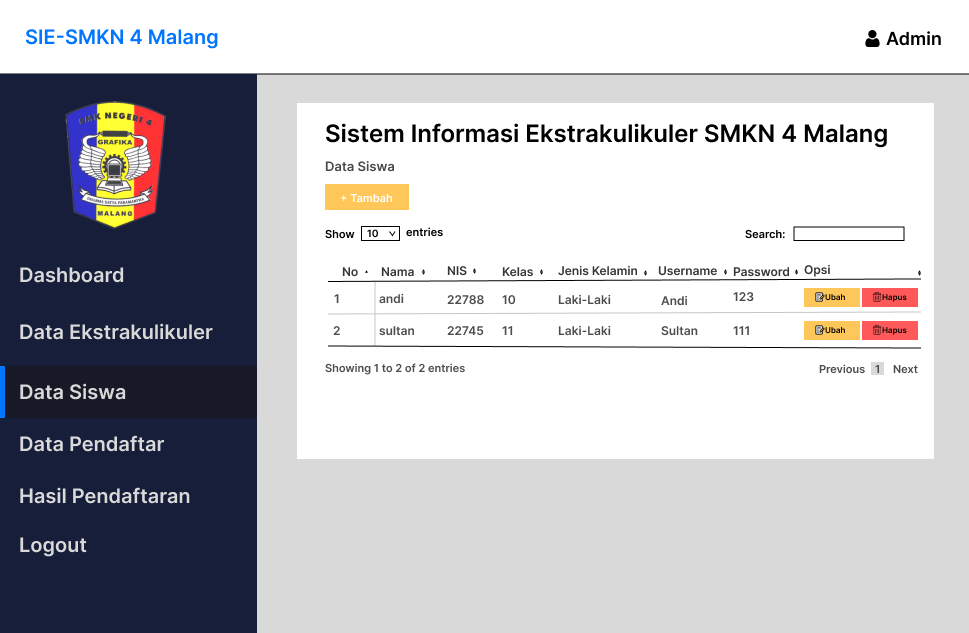 SIE-SMKN 4 Malang
Admin
SMK NEGERI 4
GRAFIKA
DHARMA SATYA PARAMARTHA
MALANG
Dashboard
Data Ekstrakulikuler
Data Siswa
Data Pendaftar
Hasil Pendaftaran
Logout
Sistem Informasi Ekstrakulikuler SMKN 4 Malang
Data Siswa
+ Tambah
Show 10 entries Search:
No Nama NIS Kelas Jenis Kelamin Username Password Opsi
1 andi 22788 10 Laki-Laki Andi 123 Ubah Hapus
2 sultan 22745 11 Laki-Laki Sultan 111 Ubah Hapus
Showing 1 to 2 of 2 entries Previous 1 Next